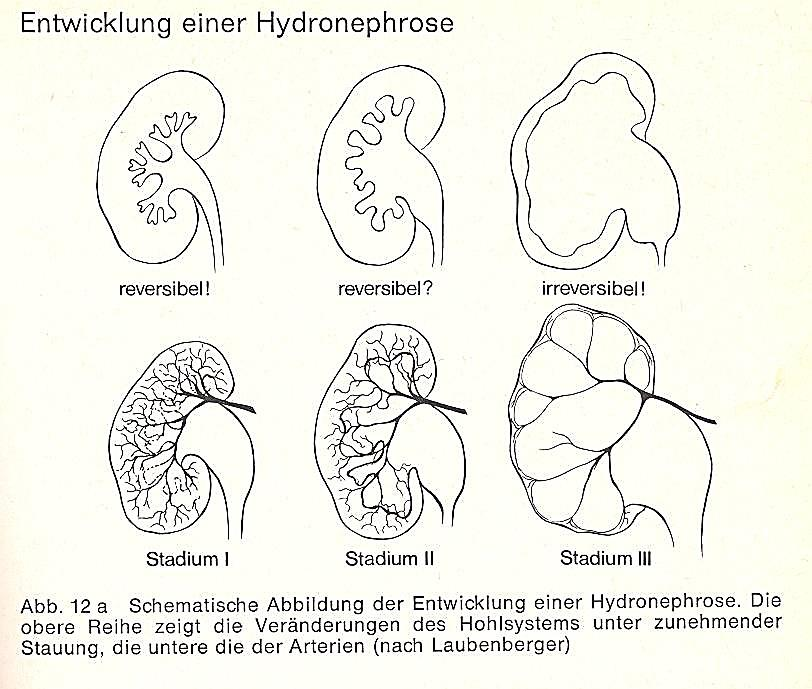 Entwicklung einer Hydronephrose
reversibel!
reversibel?
irreversibel!
Stadium I
Stadium II
Stadium III
Abb. 12 a Schematische Abbildung der Entwicklung einer Hydronephrose. Die
obere Reihe zeigt die Veränderungen des Hohlsystems unter zunehmender
Stauung, die untere die der Arterien (nach Laubenberger)